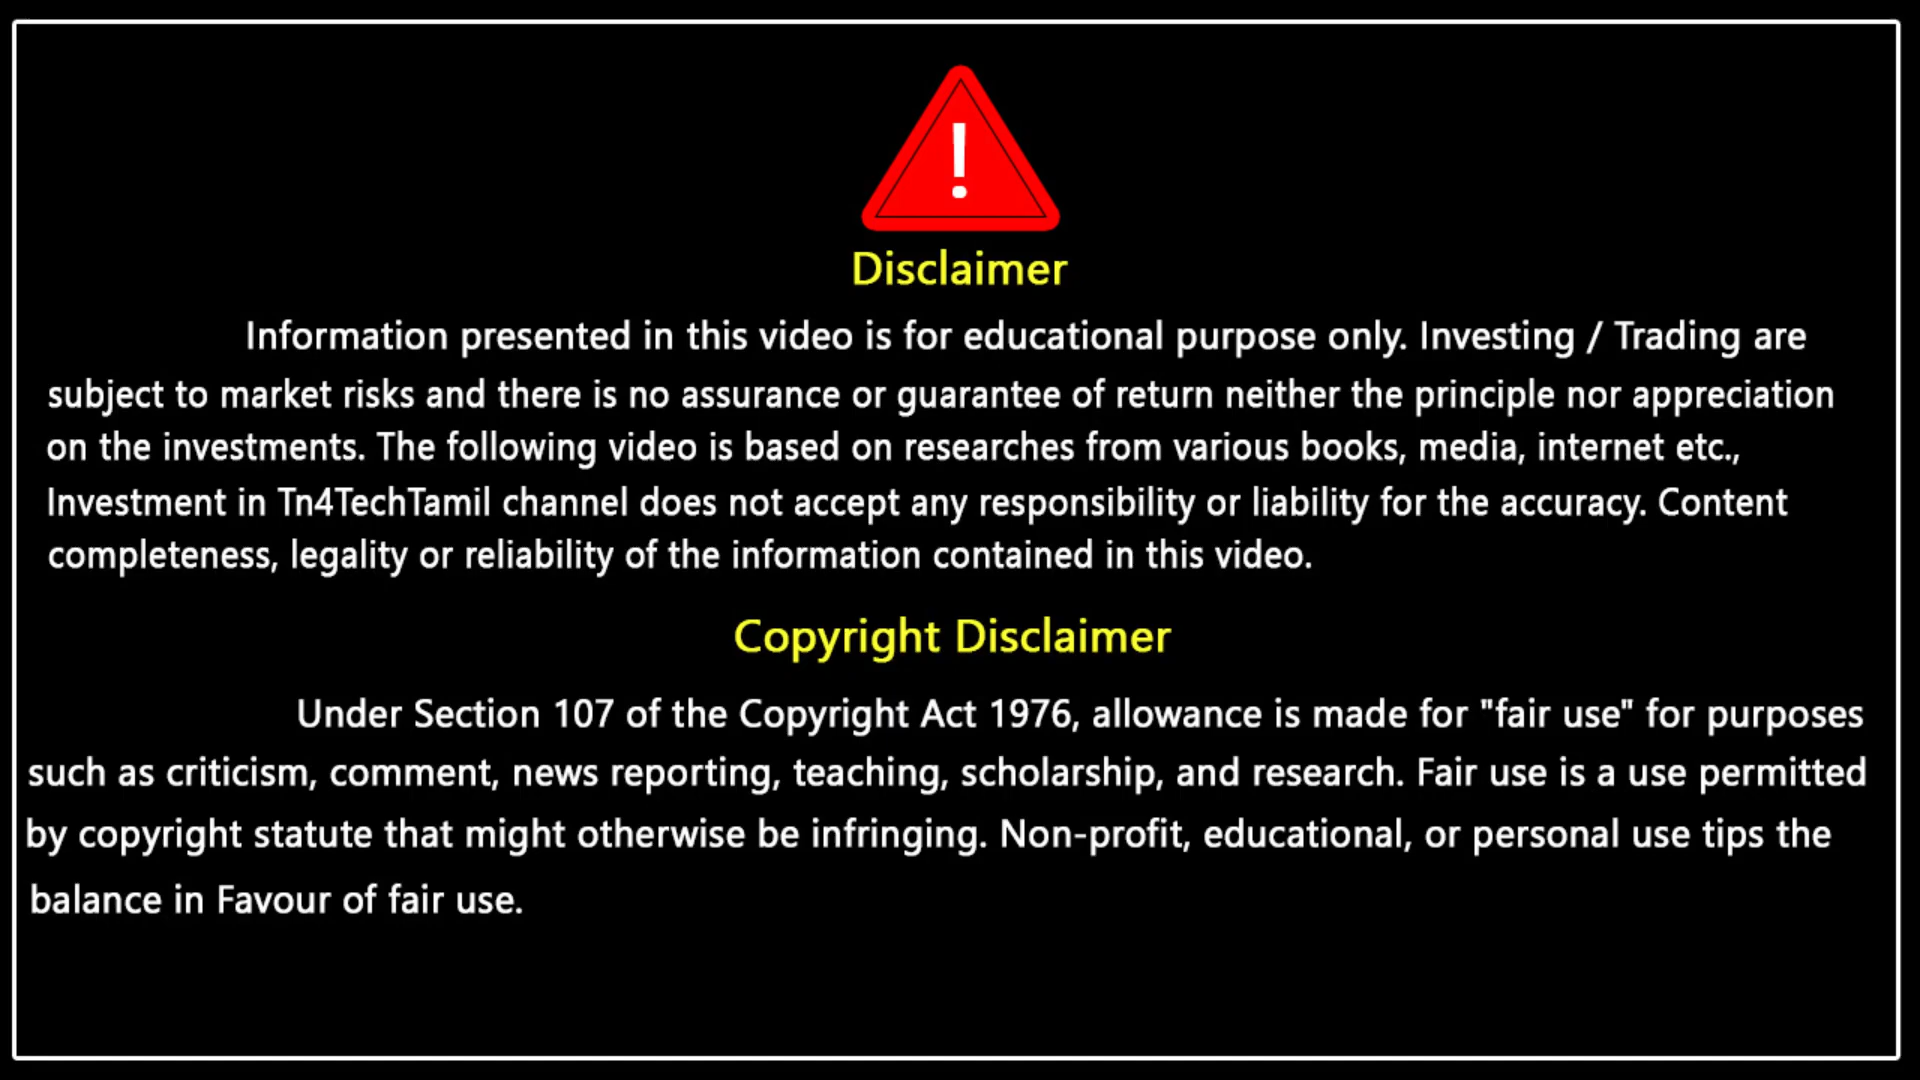 !
Disclaimer
Information presented in this video is for educational purpose only. Investing / Trading are
subject to market risks and there is no assurance or guarantee of return neither the principle nor appreciation
on the investments. The following video is based on researches from various books, media, internet etc.,
Investment in Tn4TechTamil channel does not accept any responsibility or liability for the accuracy. Content
completeness, legality or reliability of the information contained in this video.
Copyright Disclaimer
Under Section 107 of the Copyright Act 1976, allowance is made for "fair use" for purposes
such as criticism, comment, news reporting, teaching, scholarship, and research. Fair use is a use permitted
by copyright statute that might otherwise be infringing. Non-profit, educational, or personal use tips the
balance in Favour of fair use.